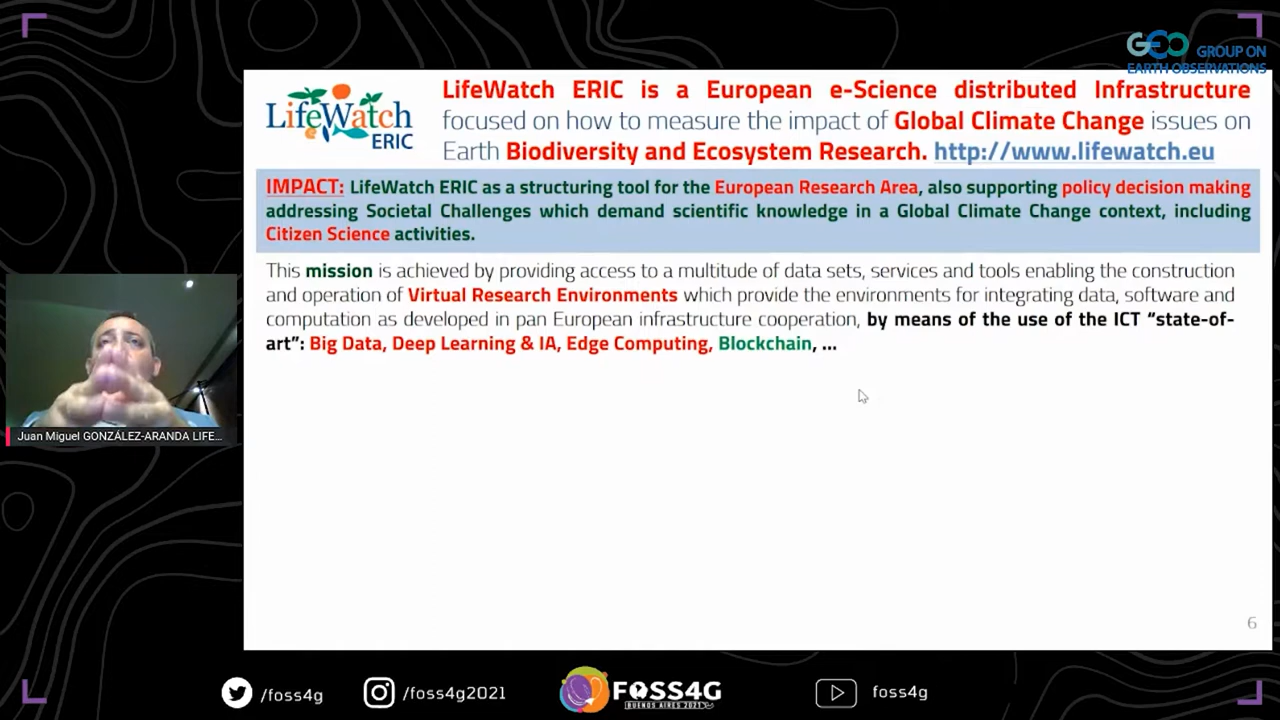 GEO GROUP ON
EARTH OBSERVATIONS
LifeWatch
ERIC
LifeWatch ERIC is a European e-Science distributed Infrastructure
focused on how to measure the impact of Global Climate Change issues on
Earth Biodiversity and Ecosystem Research. http://www.lifewatch.eu
IMPACT: LifeWatch ERIC as a structuring tool for the European Research Area, also supporting policy decision making
addressing Societal Challenges which demand scientific knowledge in a Global Climate Change context, including
Citizen Science activities.
This mission is achieved by providing access to a multitude of data sets, services and tools enabling the construction
and operation of Virtual Research Environments which provide the environments for integrating data, software and
computation as developed in pan European infrastructure cooperation, by means of the use of the ICT “state-of-
art”: Big Data, Deep Learning & IA, Edge Computing, Blockchain, ...
Juan Miguel GONZÁLEZ-ARANDA LIFE...
6
/foss4g
/foss4g2021
FOSS4G
BUENOS AIRES 2021
foss4g